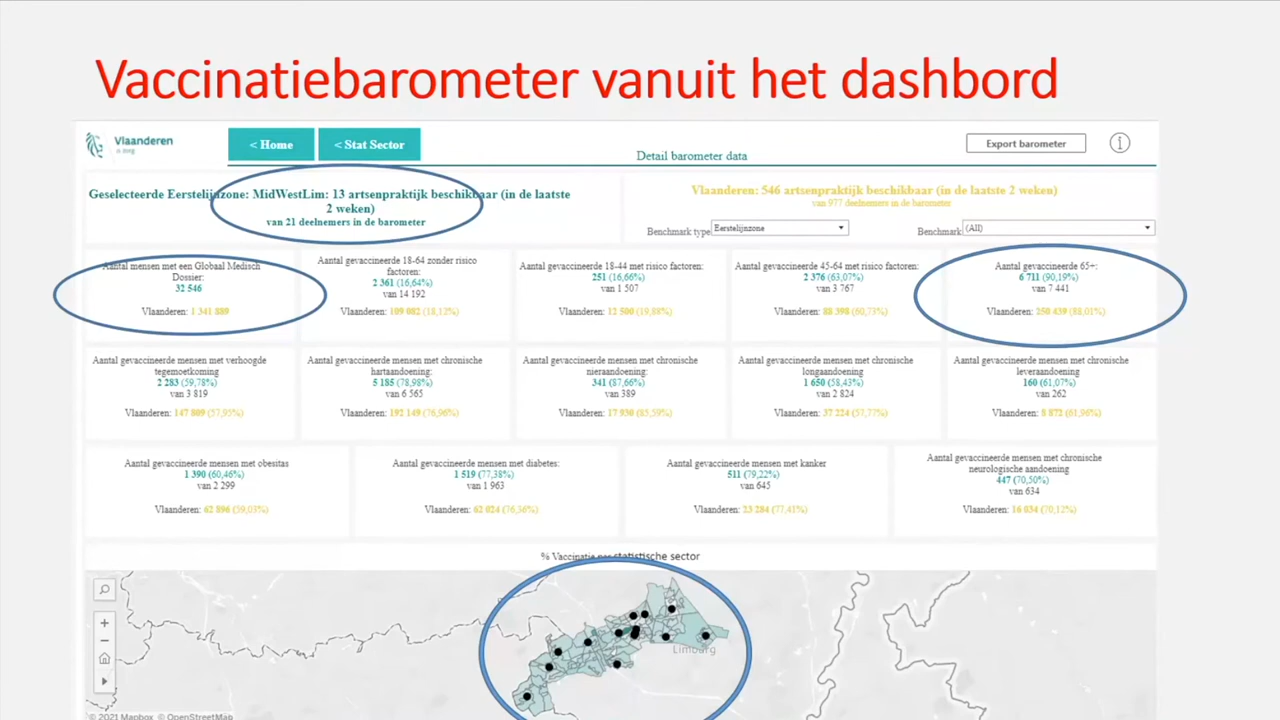 Vaccinatiebarometer vanuit het dashbord
Vlaanderen
is zorg
< Home
< Stat Sector
Detail barometer data
Export barometer
i
Geselecteerde Eerstelijnzone: MidWestLim: 13 artsenpraktijk beschikbaar (in de laatste
2 weken)
van 21 deelnemers in de barometer
Vlaanderen: 546 artsenpraktijk beschikbaar (in de laatste 2 weken)
van 977 deelnemers in de barometer
Benchmark type
Eerstelijnzone
Benchmark
(All)
Aantal mensen met een Globaal Medisch
Dossier:
32 546
Vlaanderen: 1 341 889
Aantal gevaccineerde 18-64 zonder risico
factoren:
2 361 (16,64%)
van 14 192
Vlaanderen: 109 082 (18,12%)
Aantal gevaccineerde 18-44 met risico factoren:
251 (16,66%)
van 1 507
Vlaanderen: 12 500 (19,88%)
Aantal gevaccineerde 45-64 met risico factoren:
2 376 (63,07%)
van 3 767
Vlaanderen: 88 398 (60,73%)
Aantal gevaccineerde 65+:
6 711 (90,19%)
van 7 441
Vlaanderen: 250 439 (88,01%)
Aantal gevaccineerde mensen met verhoogde
tegemoetkoming
2 283 (59,78%)
van 3 819
Vlaanderen: 147 809 (57,95%)
Aantal gevaccineerde mensen met chronische
hartaandoening:
5 185 (78,98%)
van 6 565
Vlaanderen: 192 149 (76,96%)
Aantal gevaccineerde mensen met chronische
nieraandoening:
341 (87,66%)
van 389
Vlaanderen: 17 930 (83,59%)
Aantal gevaccineerde mensen met chronische
longaandoening:
1 650 (58,43%)
van 2 824
Vlaanderen: 37 224 (57,77%)
Aantal gevaccineerde mensen met chronische
leveraandoening:
160 (61,07%)
van 262
Vlaanderen: 8 872 (61,96%)
Aantal gevaccineerde mensen met obesitas
1 390 (60,46%)
van 2 299
Vlaanderen: 62 896 (59,03%)
Aantal gevaccineerde mensen met diabetes:
1 519 (77,38%)
van 1 963
Vlaanderen: 62 024 (76,56%)
Aantal gevaccineerde mensen met kanker
511 (79,22%)
van 645
Vlaanderen: 23 284 (77,41%)
Aantal gevaccineerde mensen met chronische
neurologische aandoening
447 (70,50%)
van 634
Vlaanderen: 16 034 (70,12%)
% Vaccinatie per statistische sector
Limburg
© 2021 Mapbox © OpenStreetMap